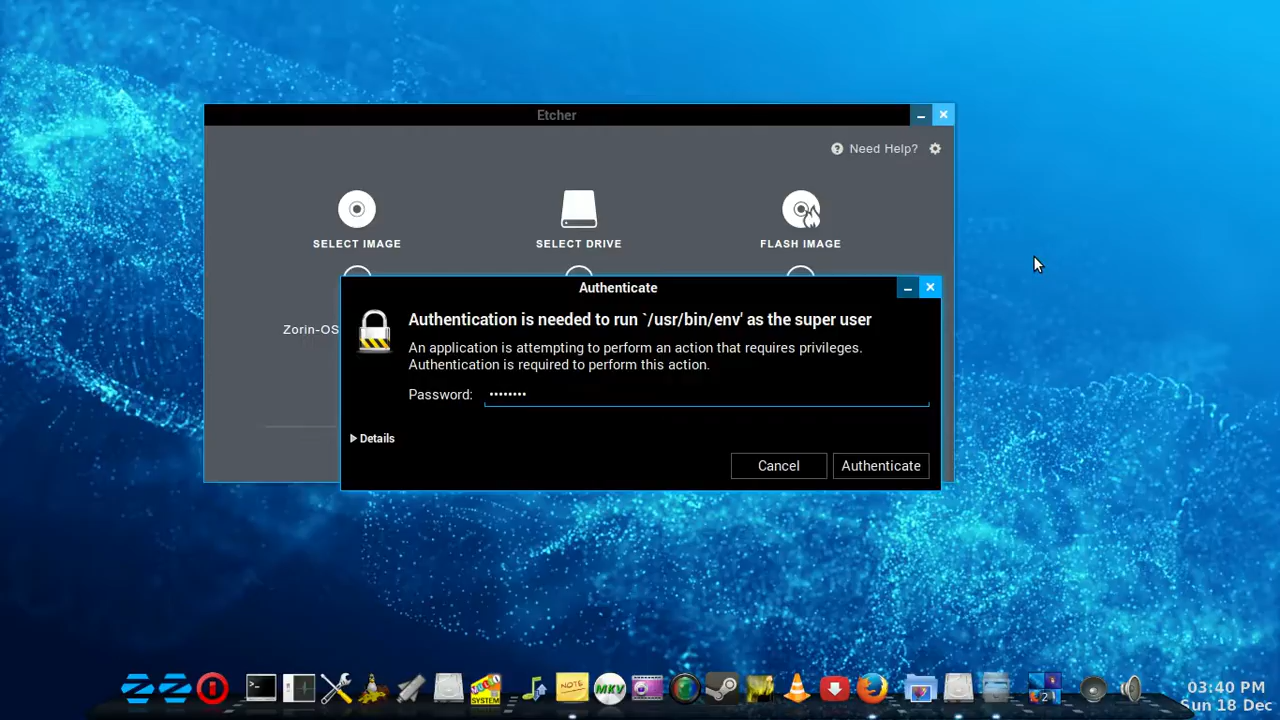 Etcher
Need Help?
SELECT IMAGE
SELECT DRIVE
FLASH IMAGE
Zorin-OS
Authenticate
Authentication is needed to run `/usr/bin/env' as the super user
An application is attempting to perform an action that requires privileges.
Authentication is required to perform this action.
Password: ••••••••
Details
Cancel
Authenticate
>_
SYSTEM
NOTE
MKV
2
03:40 PM
Sun 18 Dec